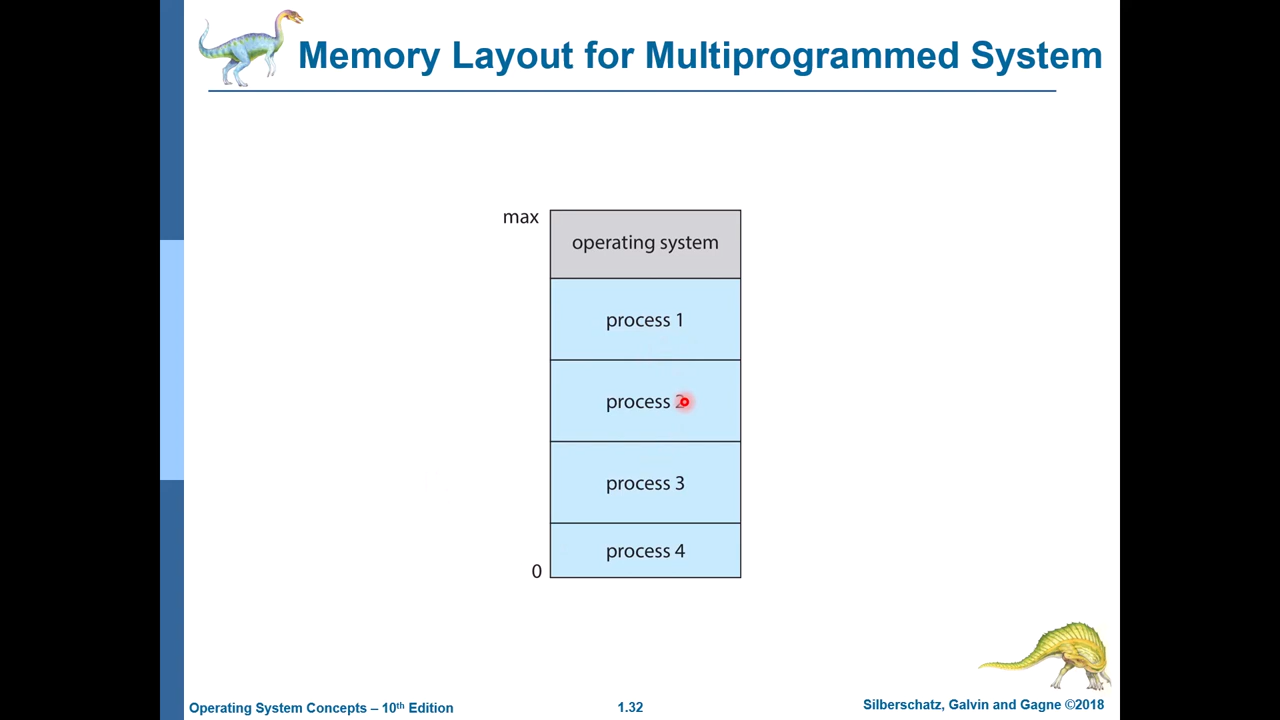 Memory Layout for Multiprogrammed System
max
operating system
process 1
process 2
process 3
process 4
0
Operating System Concepts – 10th Edition
1.32
Silberschatz, Galvin and Gagne ©2018